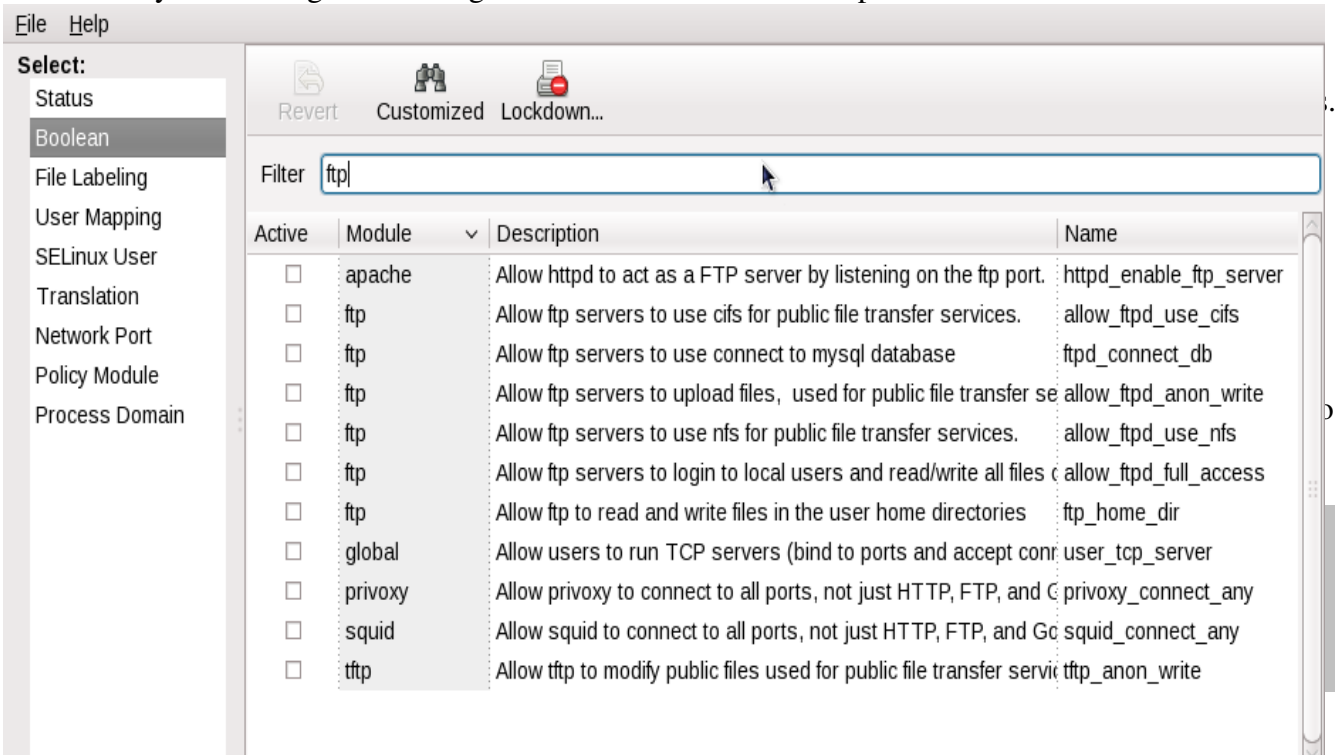 File Help
Select:
Status
Boolean
File Labeling
User Mapping
SELinux User
Translation
Network Port
Policy Module
Process Domain
Revert Customized Lockdown...
Filter ftp
Active Module Description Name
apache Allow httpd to act as a FTP server by listening on the ftp port. httpd_enable_ftp_server
ftp Allow ftp servers to use cifs for public file transfer services. allow_ftpd_use_cifs
ftp Allow ftp servers to use connect to mysql database ftpd_connect_db
ftp Allow ftp servers to upload files, used for public file transfer se allow_ftpd_anon_write
ftp Allow ftp servers to use nfs for public file transfer services. allow_ftpd_use_nfs
ftp Allow ftp servers to login to local users and read/write all files allow_ftpd_full_access
ftp Allow ftp to read and write files in the user home directories ftp_home_dir
global Allow users to run TCP servers (bind to ports and accept user_tcp_server
privoxy Allow privoxy to connect to all ports, not just HTTP, FTP, and privoxy_connect_any
squid Allow squid to connect to all ports, not just HTTP, FTP, and squid_connect_any
tftp Allow tftp to modify public files used for public file transfer tftp_anon_write